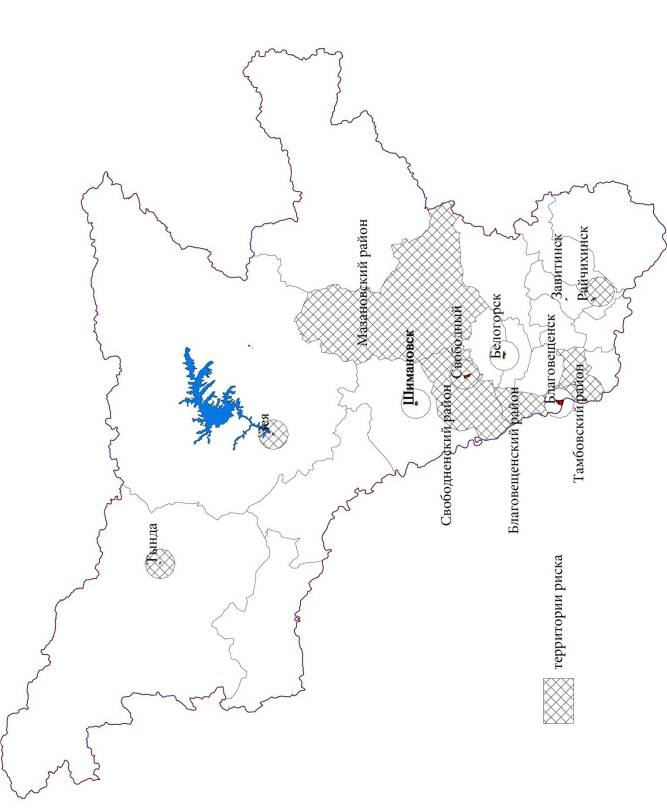 Тында
Зея
Мазановский район
Шимановск
Свободненский район
Свободный
Благовещенский район
Белогорск
Благовещенск
Тамбовский район
Завитинск
Райчихинск
территории риска